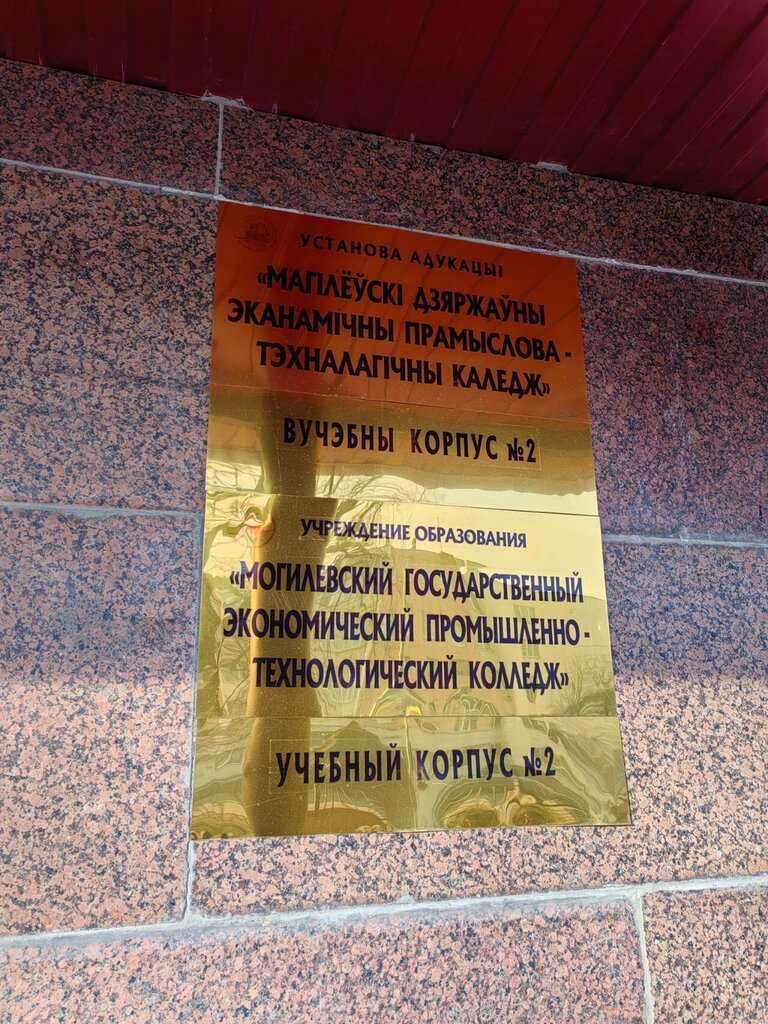 УСТАНОВА АДУКАЦЫІ
«МАГІЛЁЎСКІ ДЗЯРЖАЎНЫ
ЭКАНАМІЧНЫ ПРАМЫСЛОВА-
ТЭХНАЛАГІЧНЫ КАЛЕДЖ»
ВУЧЭБНЫ КОРПУС №2
УЧРЕЖДЕНИЕ ОБРАЗОВАНИЯ
«МОГИЛЕВСКИЙ ГОСУДАРСТВЕННЫЙ
ЭКОНОМИЧЕСКИЙ ПРОМЫШЛЕННО-
ТЕХНОЛОГИЧЕСКИЙ КОЛЛЕДЖ»
УЧЕБНЫЙ КОРПУС №2